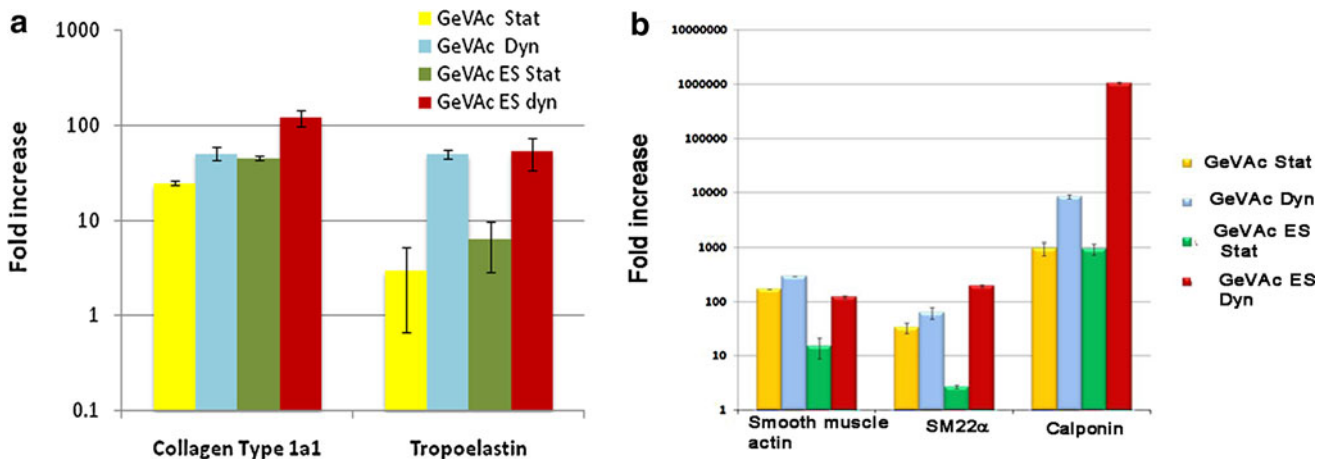 a
GeVAc Stat
GeVAc Dyn
GeVAc ES Stat
GeVAc ES dyn
Fold increase
1000
100
10
1
0.1
Collagen Type 1a1
Tropoelastin
b
Fold increase
10000000
1000000
100000
10000
1000
100
10
1
Smooth muscle
actin
SM22α
Calponin
GeVAc Stat
GeVAc Dyn
GeVAc ES
Stat
GeVAc ES
Dyn